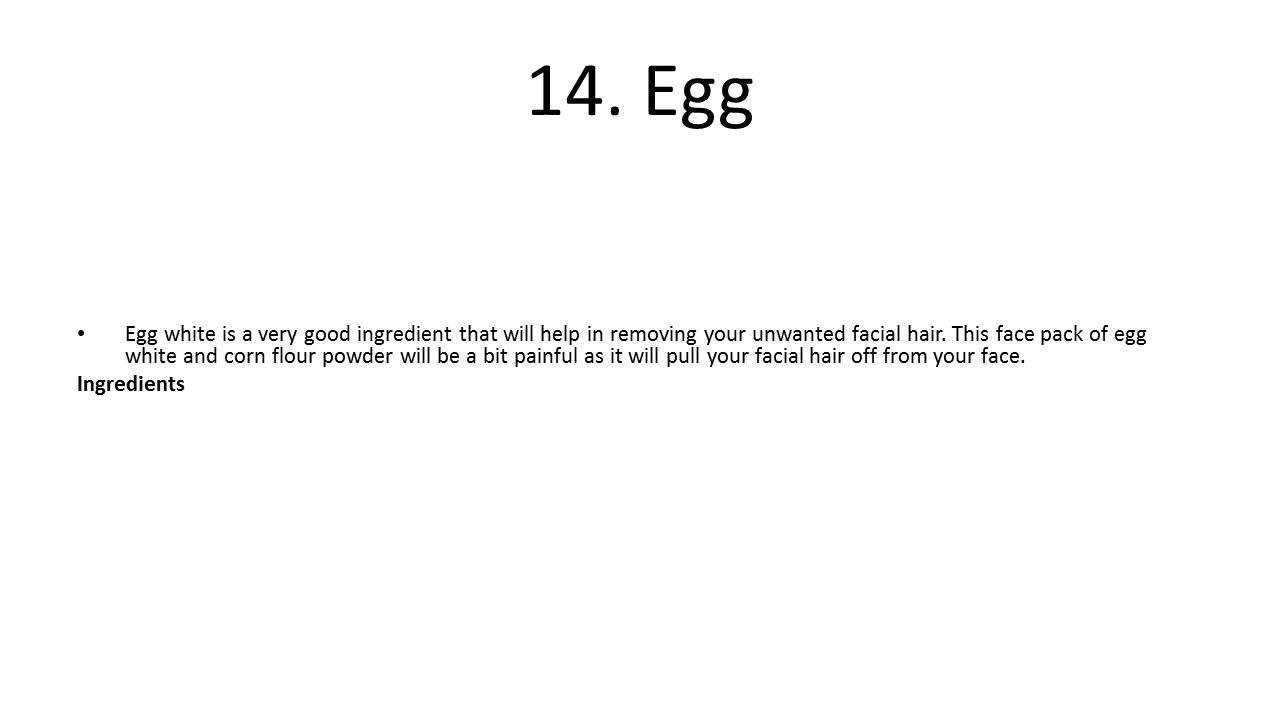 14. Egg
• Egg white is a very good ingredient that will help in removing your unwanted facial hair. This face pack of egg
white and corn flour powder will be a bit painful as it will pull your facial hair off from your face.
Ingredients